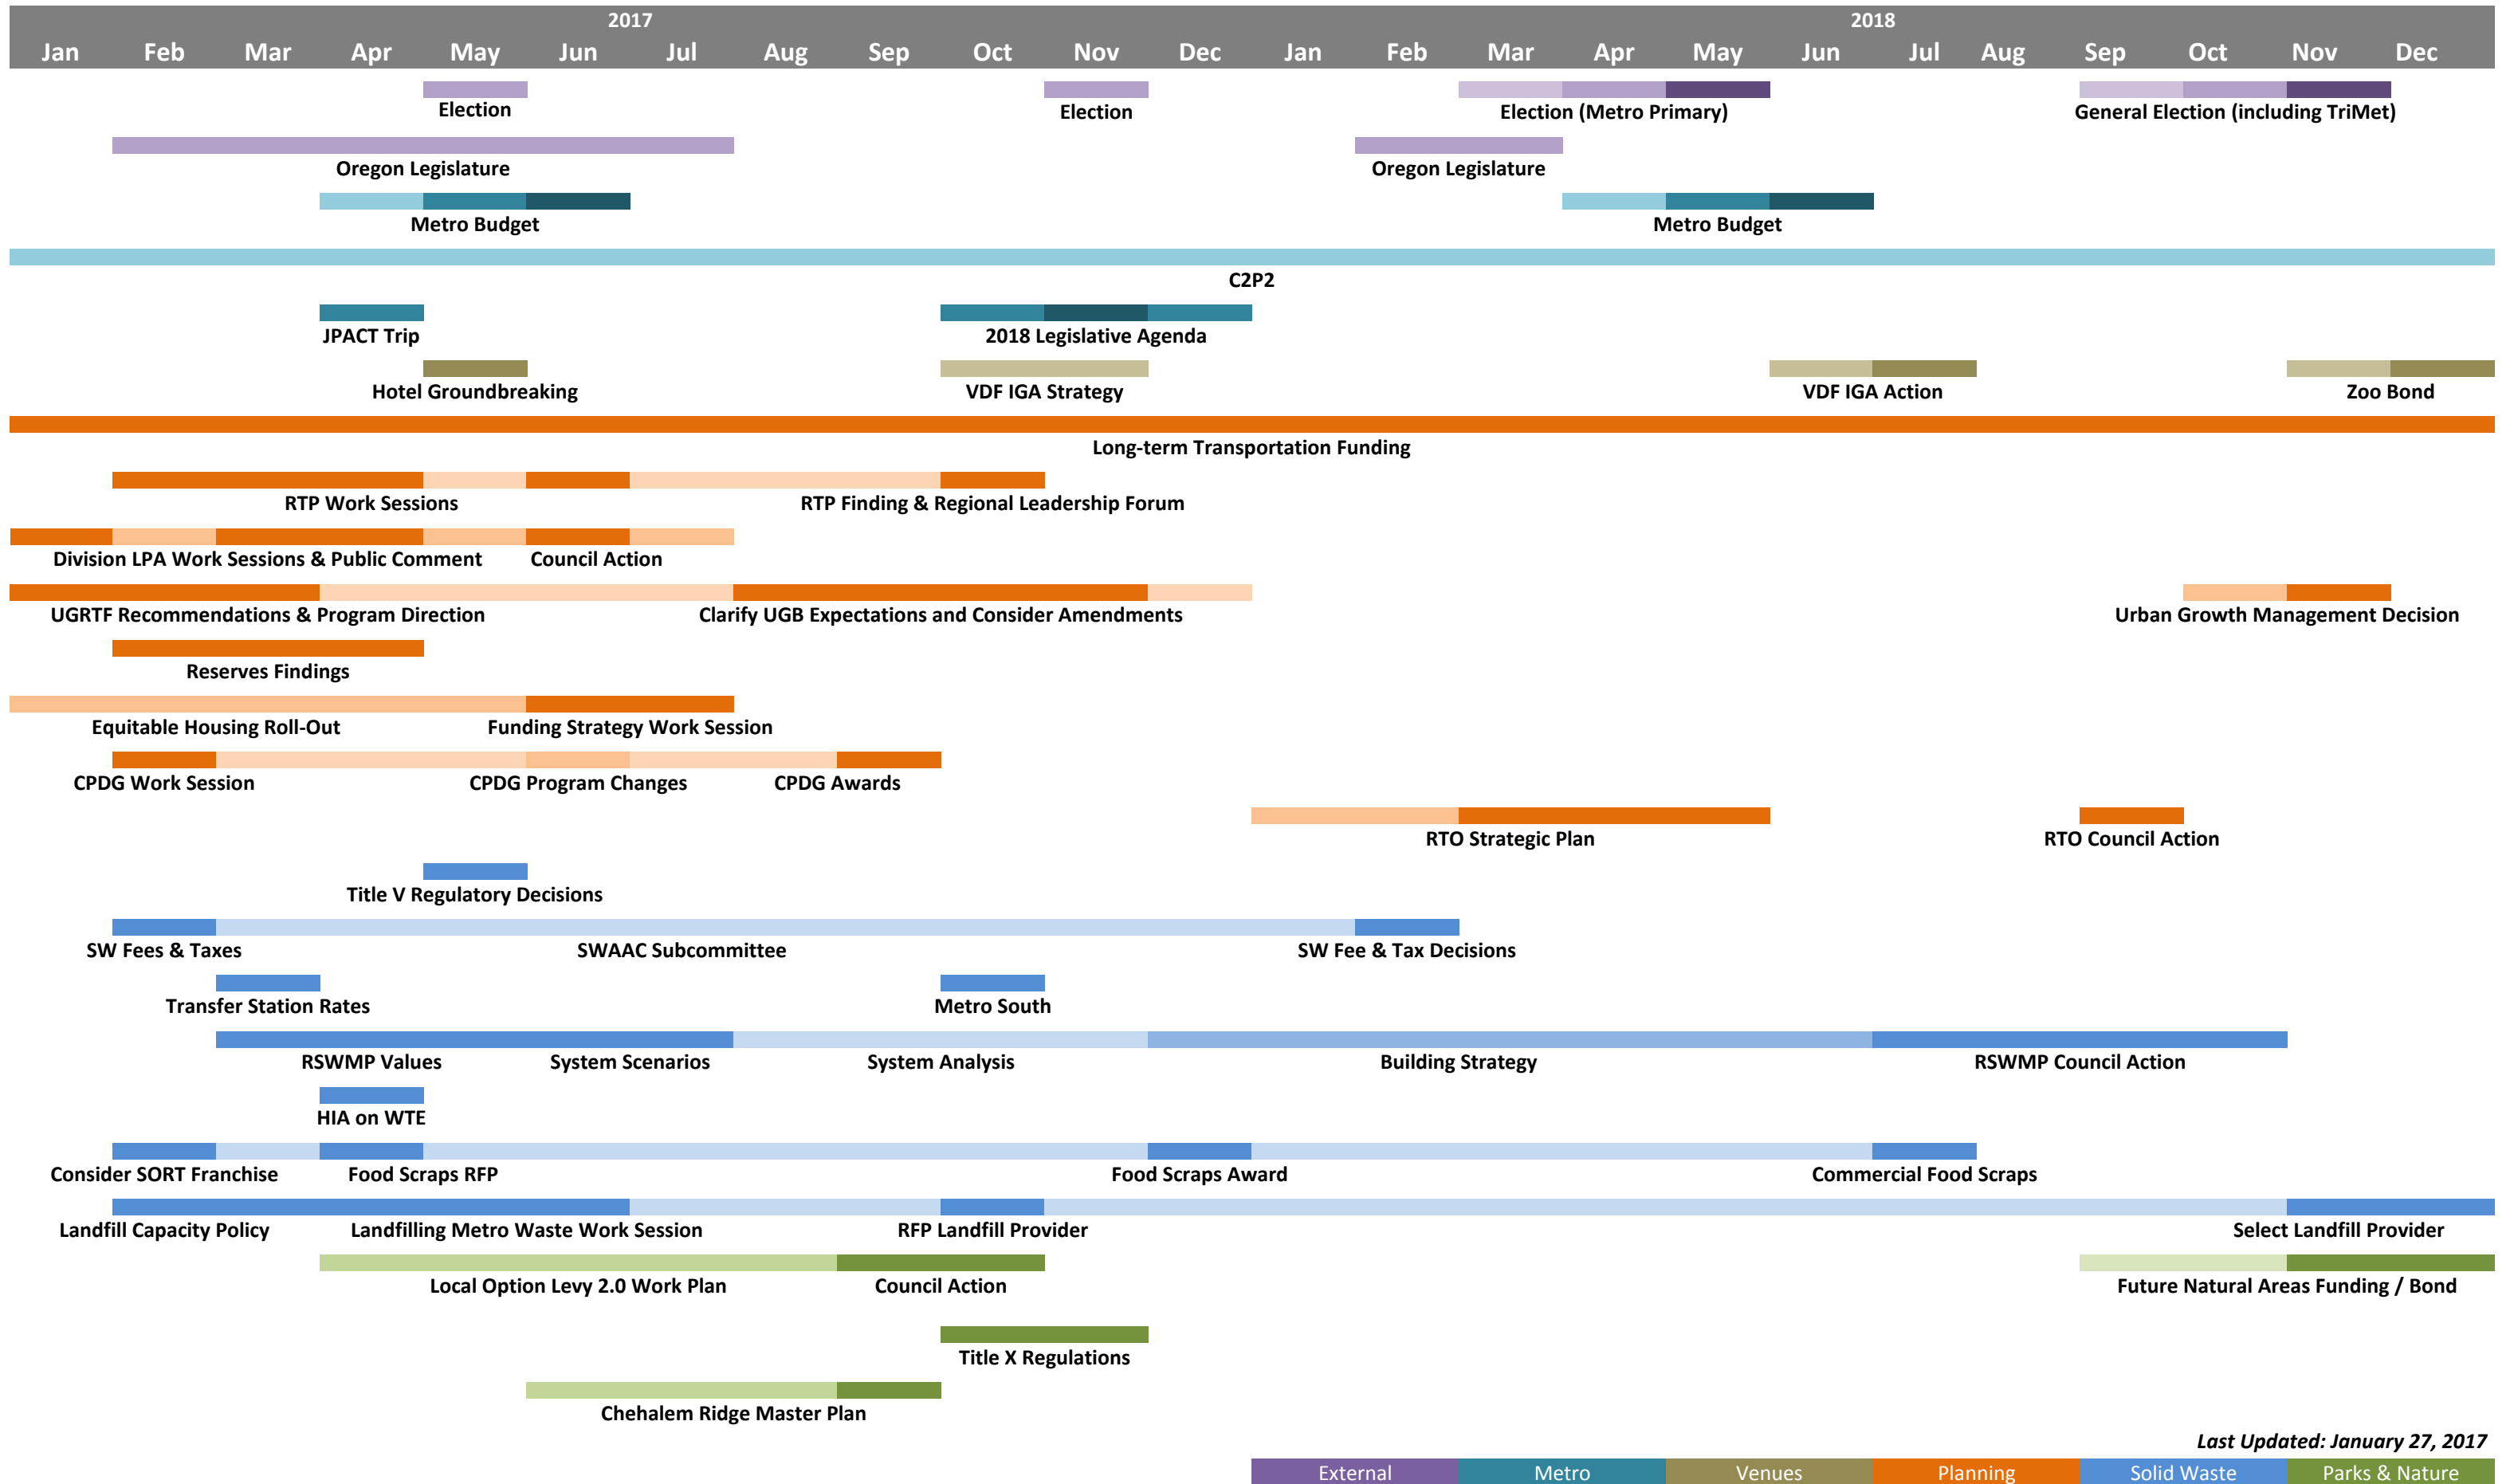 2017 2018
Jan Feb Mar Apr May Jun Jul Aug Sep Oct Nov Dec Jan Feb Mar Apr May Jun Jul Aug Sep Oct Nov Dec
Election Election Election (Metro Primary) General Election (including TriMet)
Oregon Legislature Oregon Legislature
Metro Budget Metro Budget
C2P2
JPACT Trip 2018 Legislative Agenda
Hotel Groundbreaking VDF IGA Strategy VDF IGA Action Zoo Bond
Long-term Transportation Funding
RTP Work Sessions RTP Finding & Regional Leadership Forum
Division LPA Work Sessions & Public Comment Council Action
UGRTF Recommendations & Program Direction Clarify UGB Expectations and Consider Amendments Urban Growth Management Decision
Reserves Findings
Equitable Housing Roll-Out Funding Strategy Work Session
CPDG Work Session CPDG Program Changes CPDG Awards
RTO Strategic Plan RTO Council Action
Title V Regulatory Decisions
SW Fees & Taxes SWAAC Subcommittee SW Fee & Tax Decisions
Transfer Station Rates Metro South
RSWMP Values System Scenarios System Analysis Building Strategy RSWMP Council Action
HIA on WTE
Consider SORT Franchise Food Scraps RFP Food Scraps Award Commercial Food Scraps
Landfill Capacity Policy Landfilling Metro Waste Work Session RFP Landfill Provider Select Landfill Provider
Local Option Levy 2.0 Work Plan Council Action Future Natural Areas Funding / Bond
Title X Regulations
Chehalem Ridge Master Plan
Last Updated: January 27, 2017
External Metro Venues Planning Solid Waste Parks & Nature